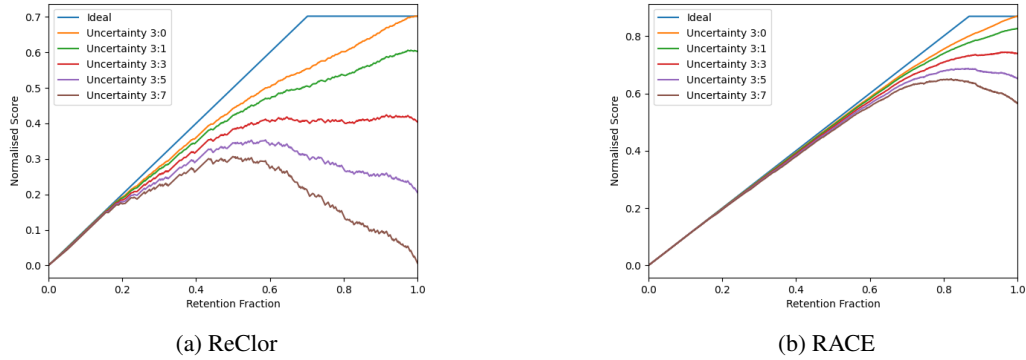 0.7
0.6
0.5
0.4
0.3
0.2
0.1
0.0
Normalised Score
Ideal
Uncertainty 3:0
Uncertainty 3:1
Uncertainty 3:3
Uncertainty 3:5
Uncertainty 3:7
0.0 0.2 0.4 0.6 0.8 1.0
Retention Fraction
(a) ReClor
0.8
0.6
0.4
0.2
0.0
Normalised Score
Ideal
Uncertainty 3:0
Uncertainty 3:1
Uncertainty 3:3
Uncertainty 3:5
Uncertainty 3:7
0.0 0.2 0.4 0.6 0.8 1.0
Retention Fraction
(b) RACE